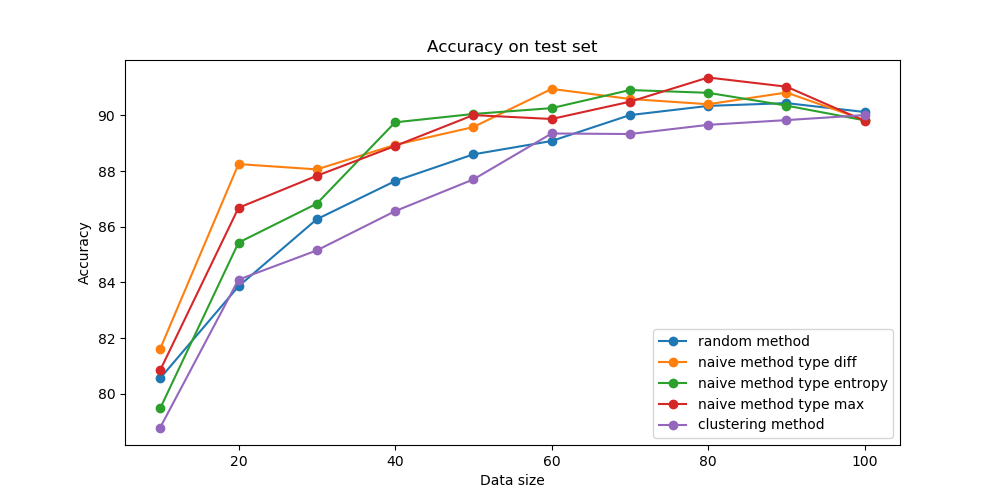 Accuracy on test set
Accuracy
90
88
86
84
82
80
20
40
60
80
100
Data size
random method
naive method type diff
naive method type entropy
naive method type max
clustering method